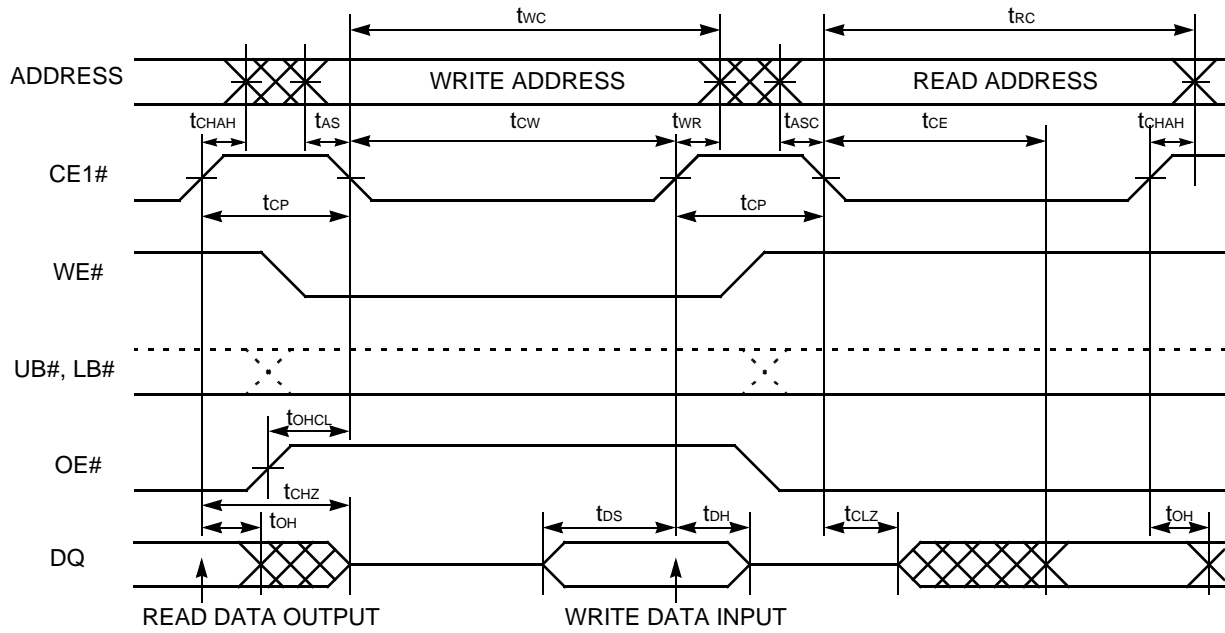 tWC tRC
ADDRESS WRITE ADDRESS READ ADDRESS
tCHAH tAS tCW tWR tASC tCE tCHAH
CE1#
tCP tCP
WE#
UB#, LB#
tOHCL
OE#
tCHZ
tOH tDS tDH tCLZ tOH
DQ
READ DATA OUTPUT WRITE DATA INPUT